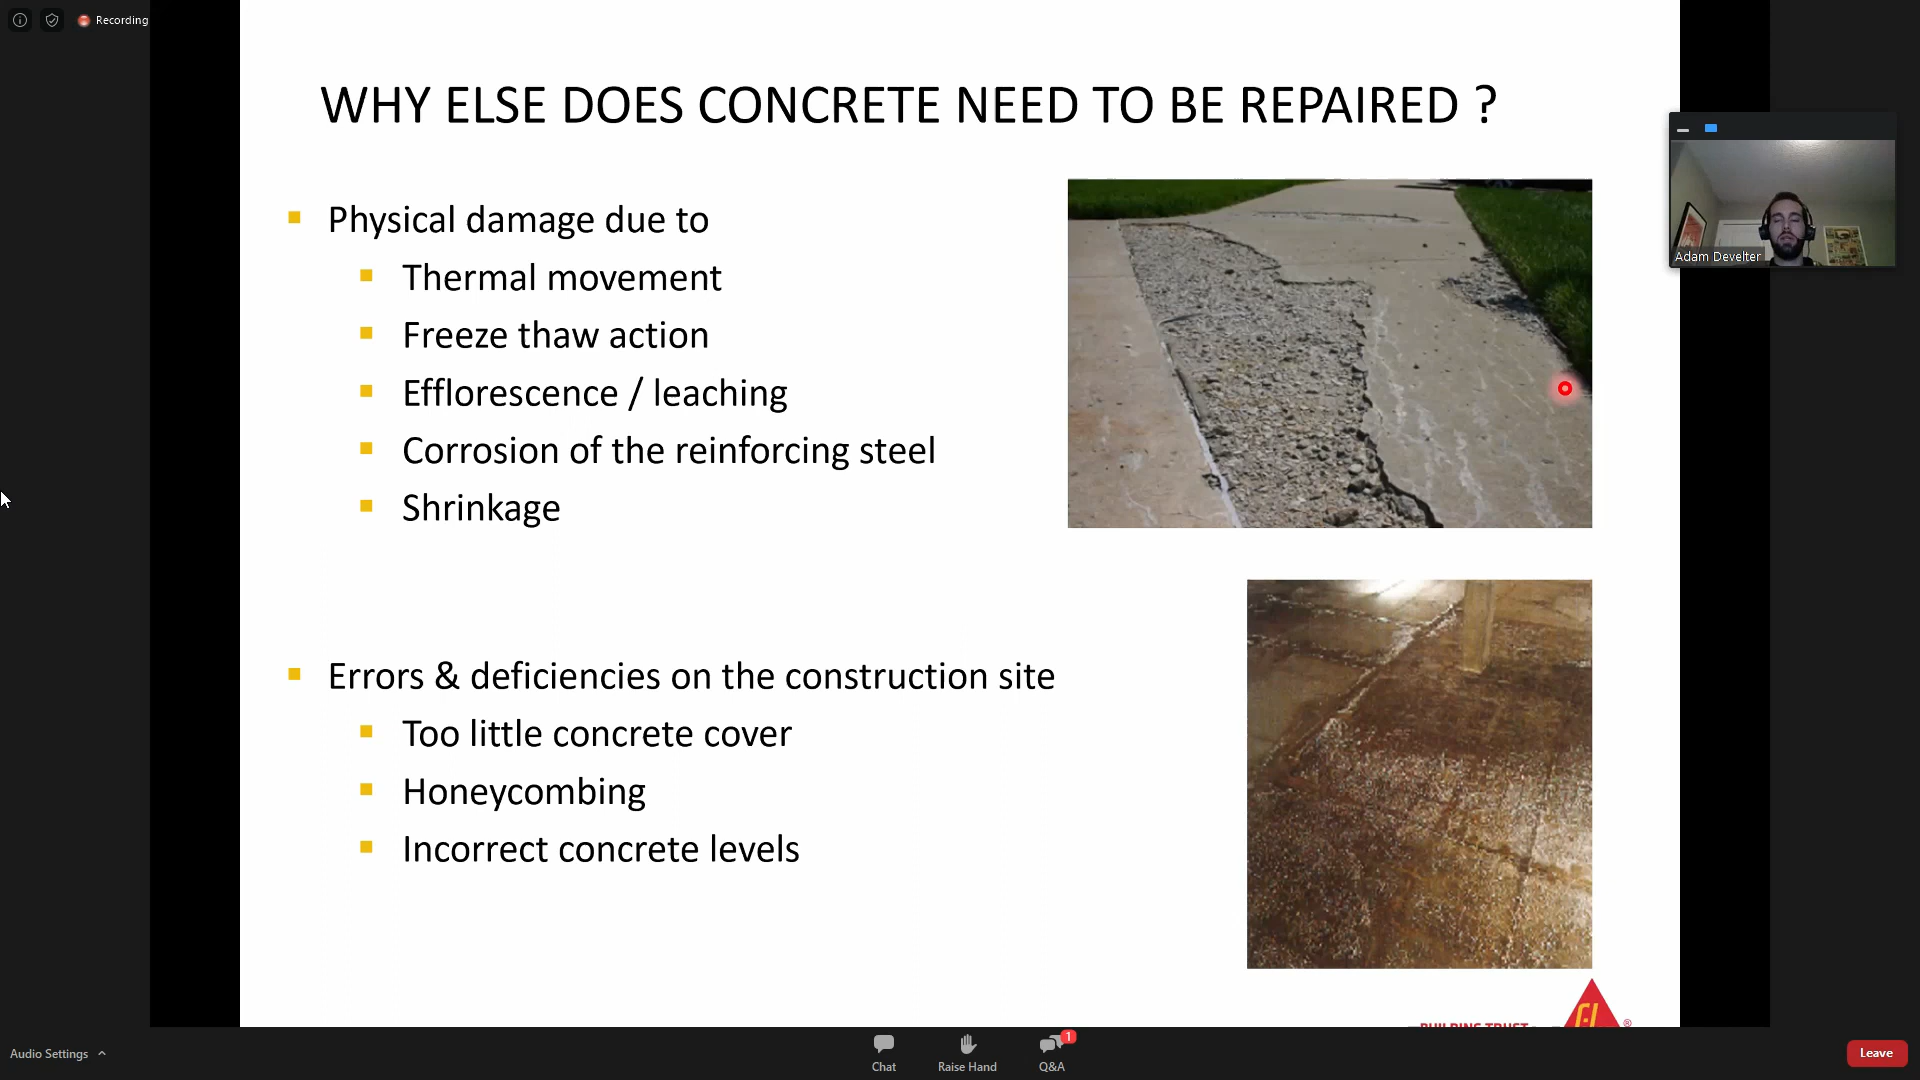 Recording
WHY ELSE DOES CONCRETE NEED TO BE REPAIRED ?
Physical damage due to
Thermal movement
Freeze thaw action
Efflorescence / leaching
Corrosion of the reinforcing steel
Shrinkage
Errors & deficiencies on the construction site
Too little concrete cover
Honeycombing
Incorrect concrete levels
Adam Develter
BUILDING TRUST
®
Audio Settings
Chat
Raise Hand
1
Q&A
Leave